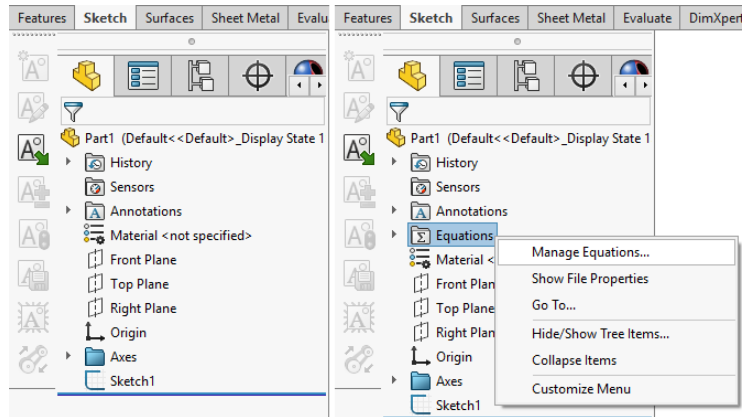 Features Sketch Surfaces Sheet Metal Evalu
Part1 (Default<<Default>_Display State 1
History
Sensors
Annotations
Material <not specified>
Front Plane
Top Plane
Right Plane
Origin
Axes
Sketch1
Features Sketch Surfaces Sheet Metal Evaluate DimXpert
Part1 (Default<<Default>_Display State 1
History
Sensors
Annotations
Equations
Material <
Front Plane
Top Plane
Right Plan
Origin
Axes
Sketch1
Manage Equations...
Show File Properties
Go To...
Hide/Show Tree Items...
Collapse Items
Customize Menu